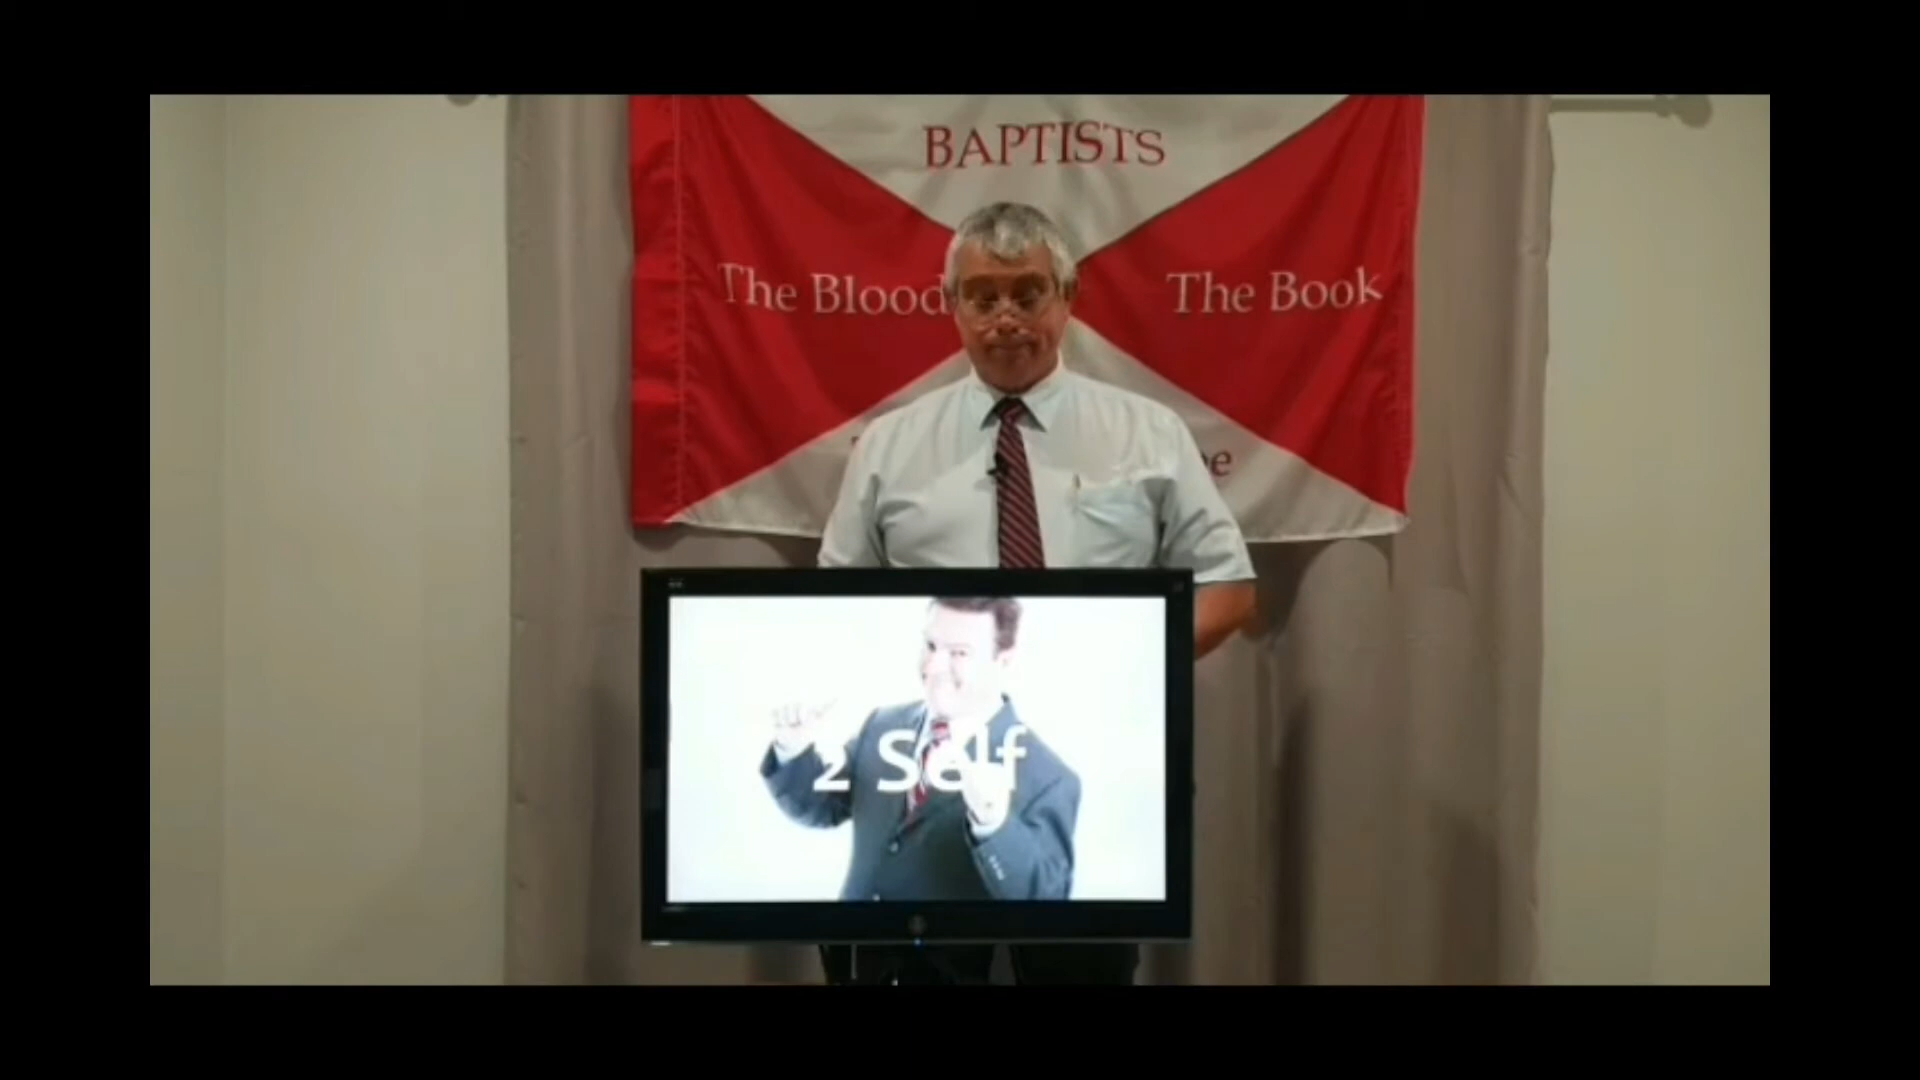 BAPTISTS
The Blood
The Book
2 Self